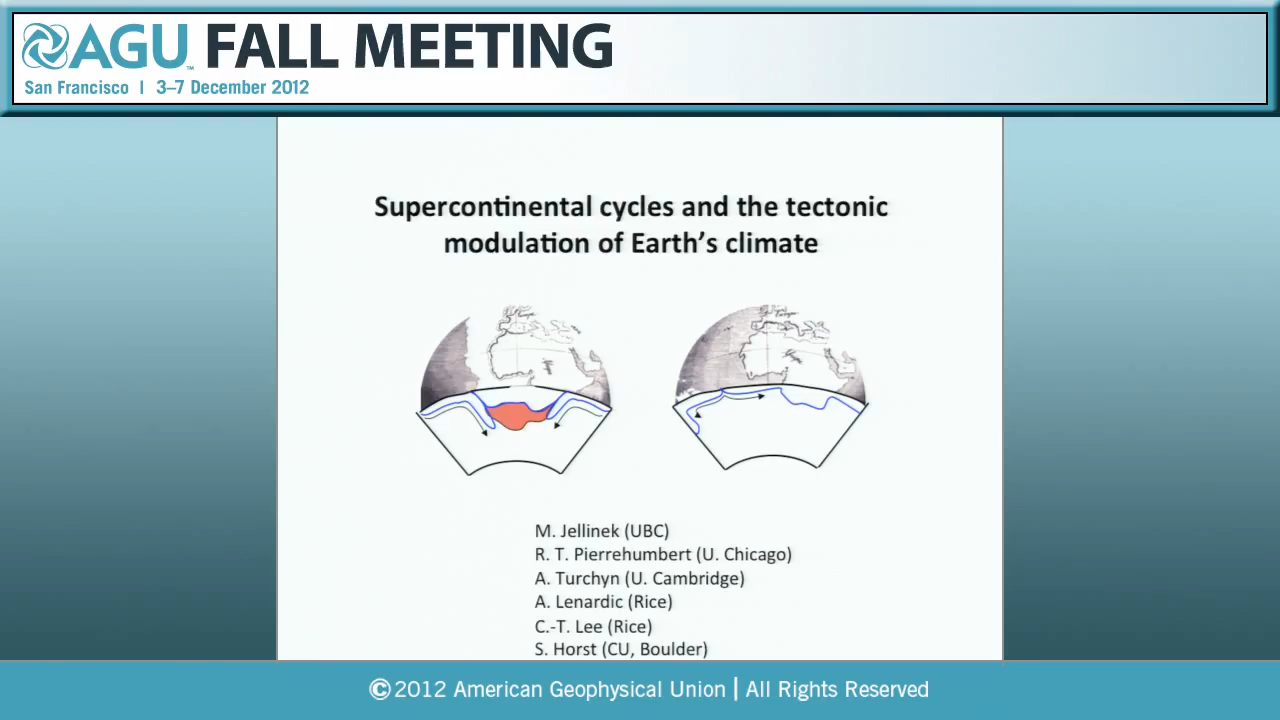 AGU FALL MEETING
San Francisco | 3–7 December 2012
Supercontinental cycles and the tectonic
modulation of Earth's climate
M. Jellinek (UBC)
R. T. Pierrehumbert (U. Chicago)
A. Turchyn (U. Cambridge)
A. Lenardic (Rice)
C.-T. Lee (Rice)
S. Horst (CU, Boulder)
©2012 American Geophysical Union | All Rights Reserved